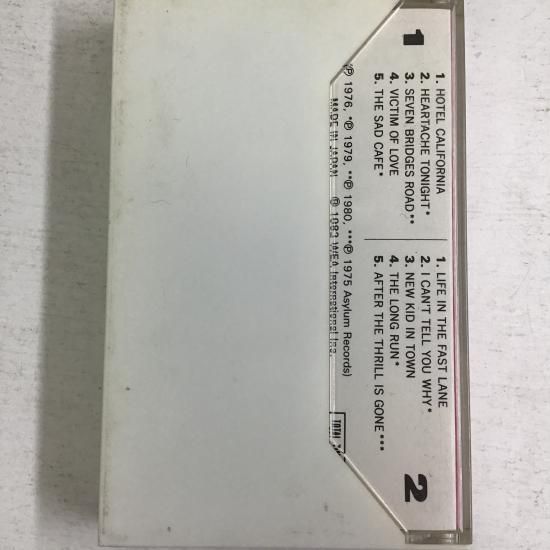 1
1. HOTEL CALIFORNIA
2. HEARTACHE TONIGHT*
3. SEVEN BRIDGES ROAD**
4. VICTIM OF LOVE
5. THE SAD CAFE*
2
1. LIFE IN THE FAST LANE
2. I CAN'T TELL YOU WHY*
3. NEW KID IN TOWN
4. THE LONG RUN*
5. AFTER THE THRILL IS GONE***
(℗ 1976, *℗ 1979, **℗ 1980, ***℗ 1975 Asylum Records)
MADE IN JAPAN ℗ 1983 WEA International Inc.
TOTAL